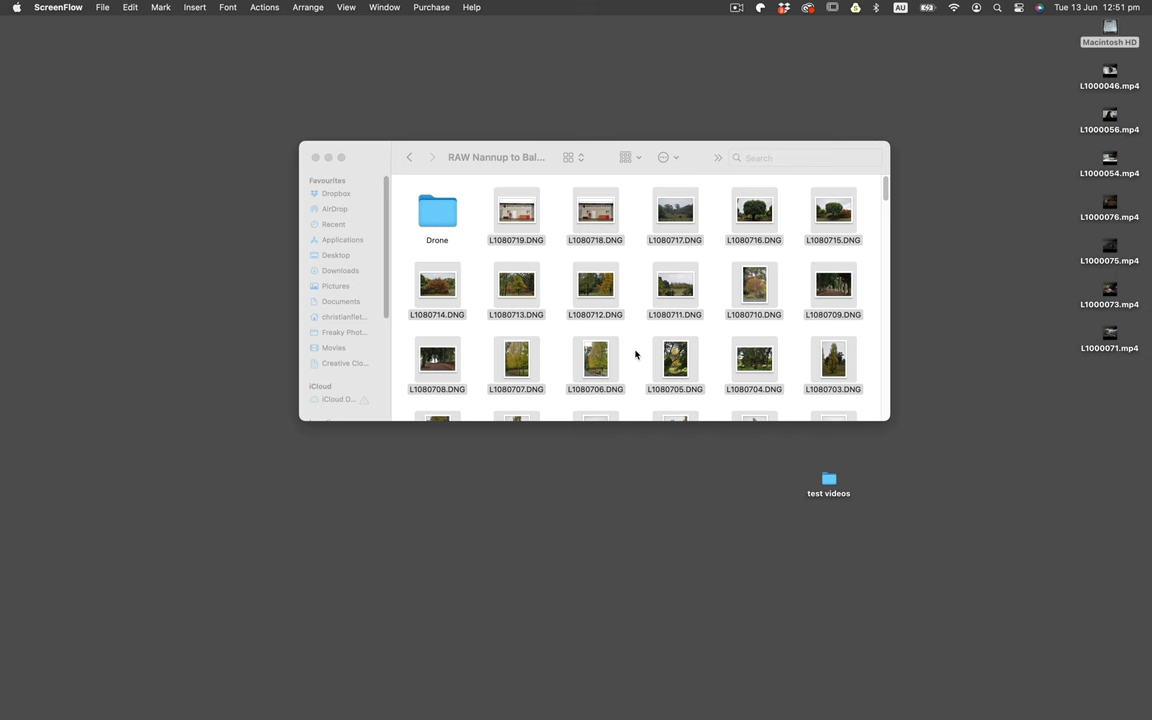 ScreenFlow File Edit Mark Insert Font Actions Arrange View Window Purchase Help AU Tue 13 Jun 12:51 pm
Macintosh HD
L1000046.mp4
L1000056.mp4
L1000054.mp4
L1000076.mp4
L1000075.mp4
L1000073.mp4
L1000071.mp4
RAW Nannup to Bal... Search
Favourites
Dropbox
AirDrop
Recent
Applications
Desktop
Downloads
Pictures
Documents
christianflet...
Freaky Phot...
Movies
Creative Clo...
iCloud
iCloud D...
Drone L1080719.DNG L1080718.DNG L1080717.DNG L1080716.DNG L1080715.DNG
L1080714.DNG L1080713.DNG L1080712.DNG L1080711.DNG L1080710.DNG L1080709.DNG
L1080708.DNG L1080707.DNG L1080706.DNG L1080705.DNG L1080704.DNG L1080703.DNG
test videos